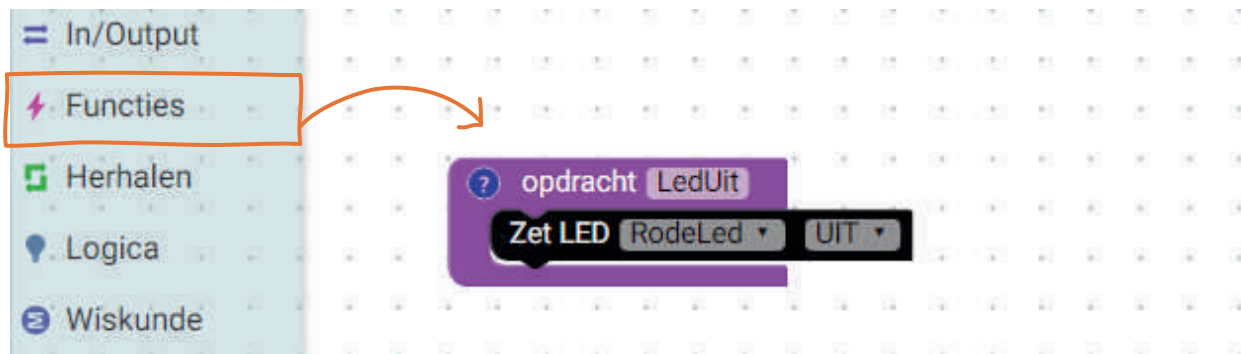 In/Output
Functies
Herhalen
Logica
Wiskunde
? opdracht LedUit
Zet LED RodeLed UIT